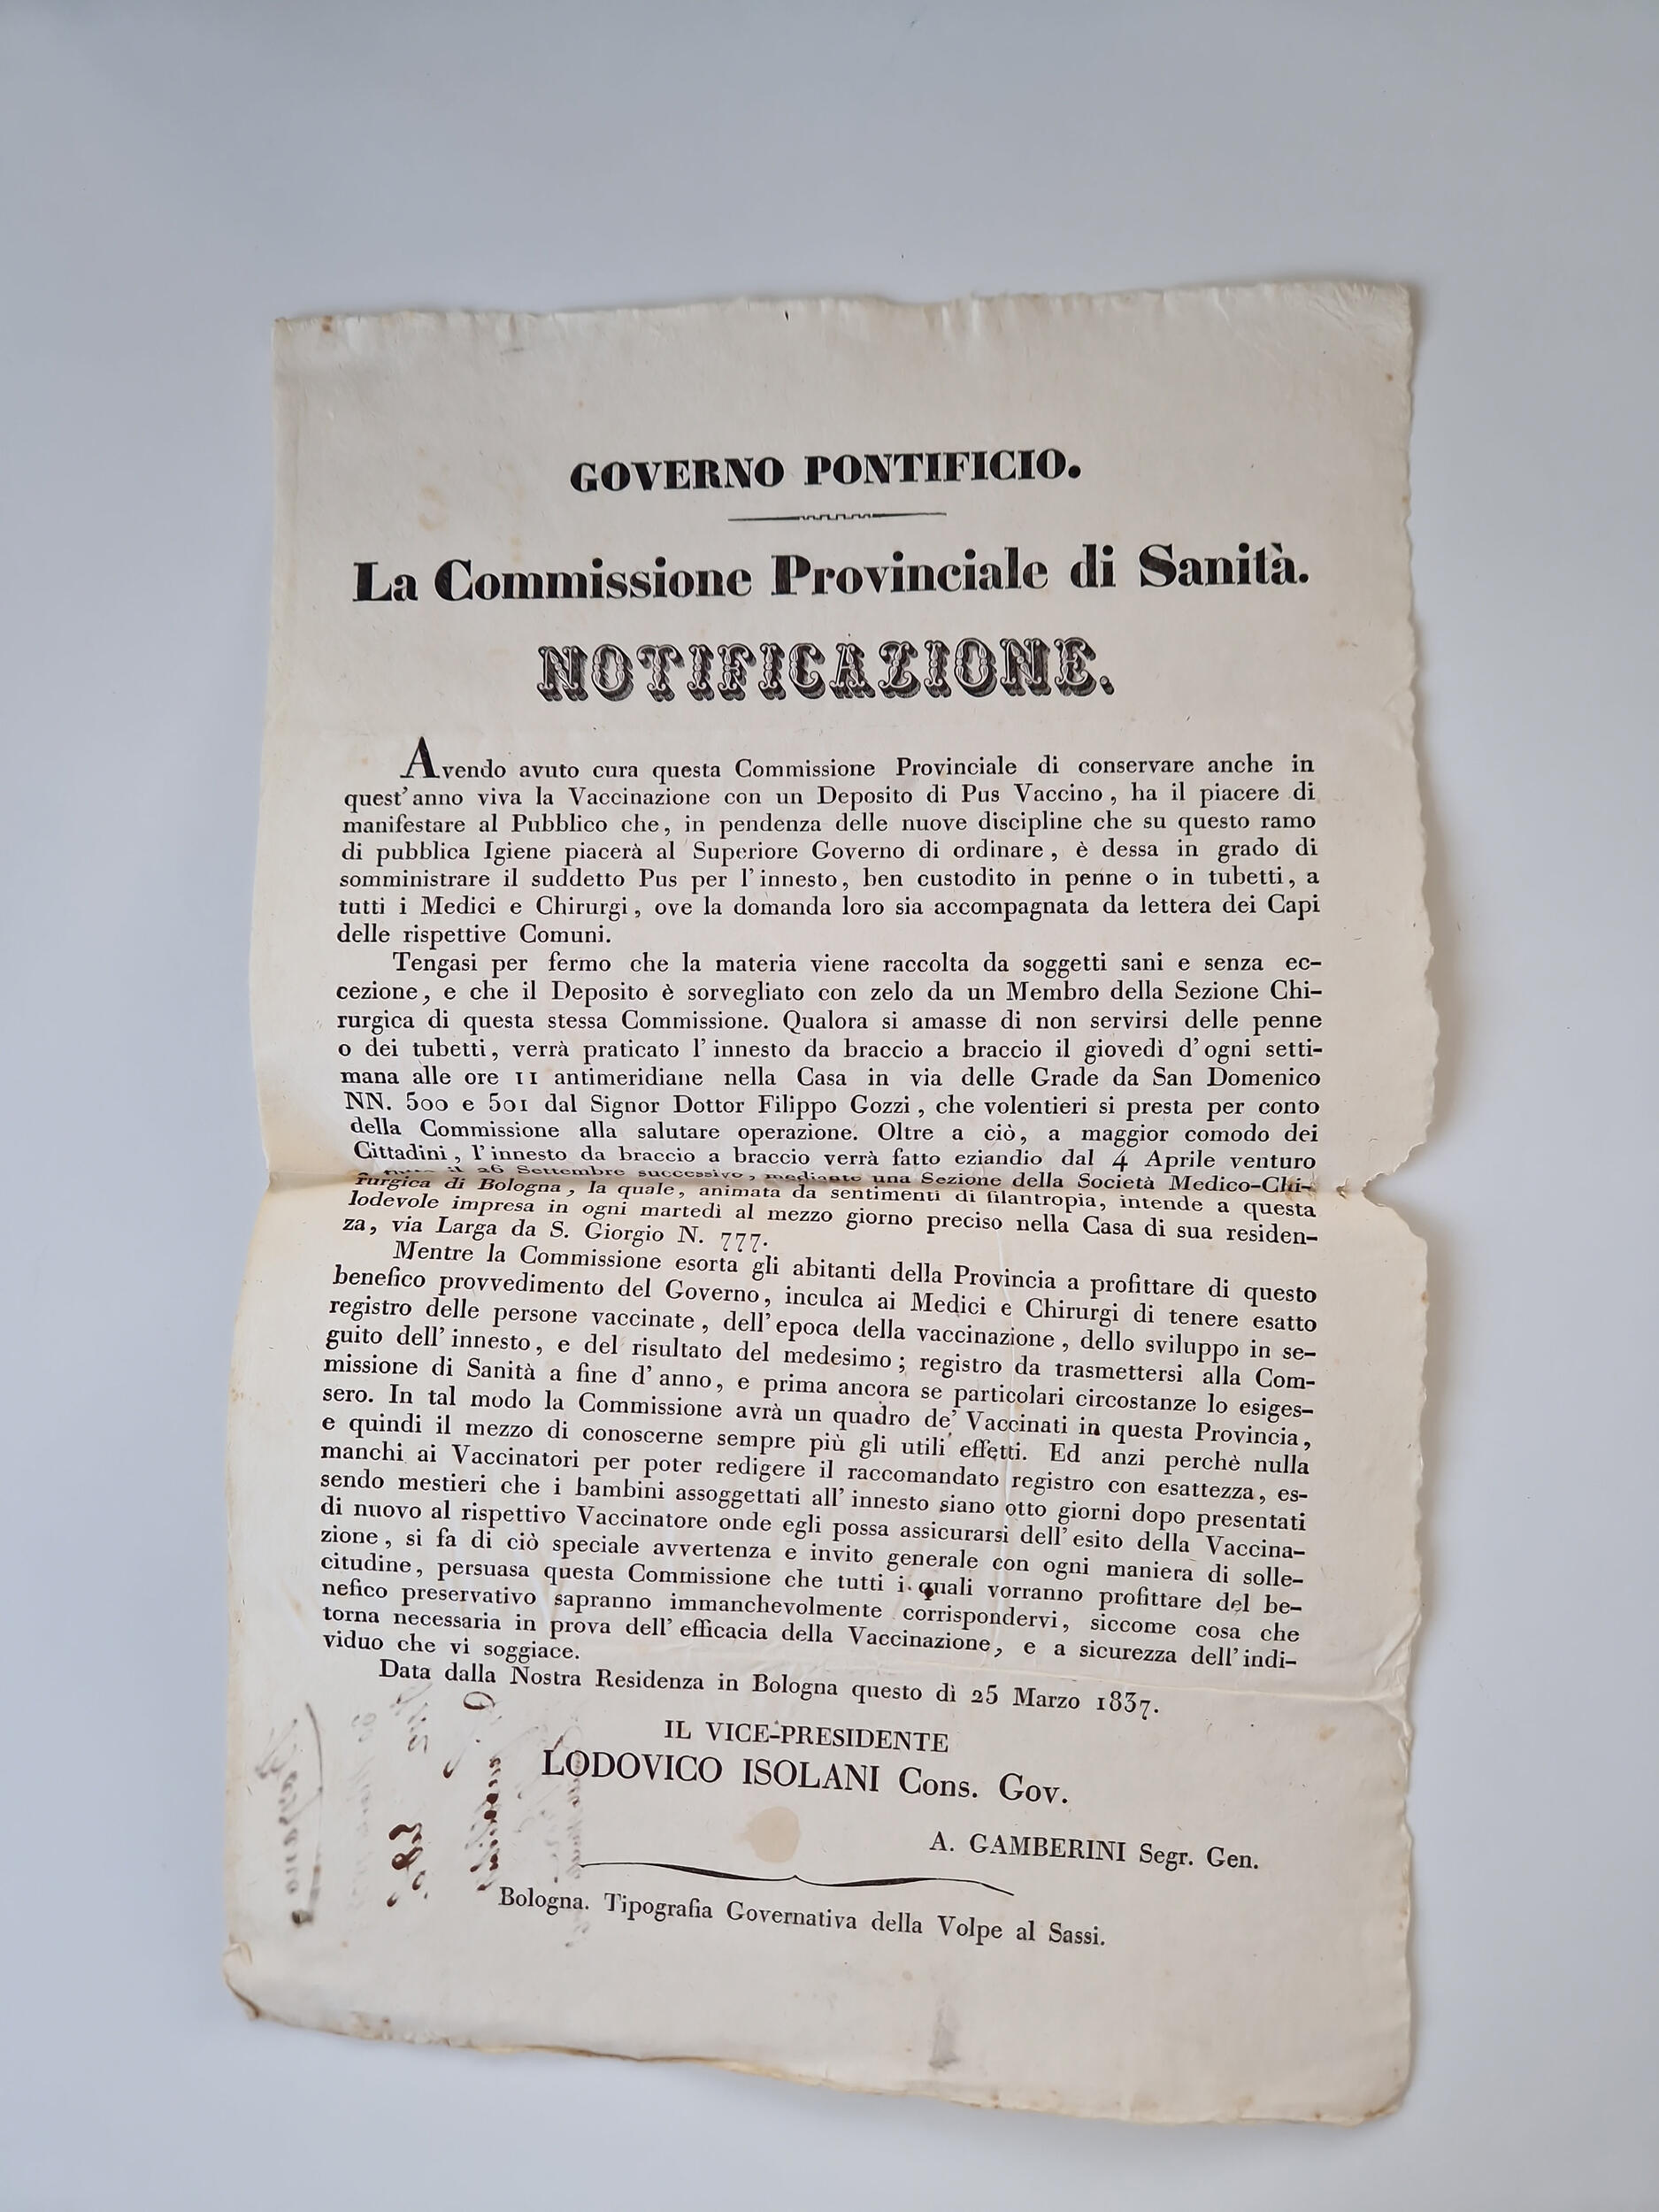 GOVERNO PONTIFICIO.
La Commissione Provinciale di Sanità.
NOTIFICAZIONE.
Avendo avuto cura questa Commissione Provinciale di conservare anche in
quest'anno viva la Vaccinazione con un Deposito di Pus Vaccino, ha il piacere di
manifestare al Pubblico che, in pendenza delle nuove discipline che su questo ramo
di pubblica Igiene piacerà al Superiore Governo di ordinare, è dessa in grado di
somministrare il suddetto Pus per l'innesto, ben custodito in penne o in tubetti, a
tutti i Medici e Chirurgi, ove la domanda loro sia accompagnata da lettera dei Capi
delle rispettive Comuni.
Tengasi per fermo che la materia viene raccolta da soggetti sani e senza ec-
cezione, e che il Deposito è sorvegliato con zelo da un Membro della Sezione Chi-
rurgica di questa stessa Commissione. Qualora si amasse di non servirsi delle penne
o dei tubetti, verrà praticato l'innesto da braccio a braccio il giovedì d'ogni setti-
mana alle ore 11 antimeridiane nella Casa in via delle Grade da San Domenico
NN. 500 e 501 dal Signor Dottor Filippo Gozzi, che volentieri si presta per conto
della Commissione alla salutare operazione. Oltre a ciò, a maggior comodo dei
Cittadini, l'innesto da braccio a braccio verrà fatto eziandio dal 4 Aprile venturo
a tutto il 26 Settembre successivo, mediante una Sezione della Società Medico-Chi-
rurgica di Bologna, la quale, animata da sentimenti di filantropia, intende a questa
lodevole impresa in ogni martedì al mezzo giorno preciso nella Casa di sua residen-
za, via Larga da S. Giorgio N. 777.
Mentre la Commissione esorta gli abitanti della Provincia a profittare di questo
benefico provvedimento del Governo, inculca ai Medici e Chirurgi di tenere esatto
registro delle persone vaccinate, dell'epoca della vaccinazione, dello sviluppo in se-
guito dell'innesto, e del risultato del medesimo; registro da trasmettersi alla Com-
missione di Sanità a fine d'anno, e prima ancora se particolari circostanze lo esiges-
sero. In tal modo la Commissione avrà un quadro de' Vaccinati in questa Provincia,
e quindi il mezzo di conoscerne sempre più gli utili effetti. Ed anzi perchè nulla
manchi ai Vaccinatori per poter redigere il raccomandato registro con esattezza, es-
sendo mestieri che i bambini assoggettati all'innesto siano otto giorni dopo presentati
di nuovo al rispettivo Vaccinatore onde egli possa assicurarsi dell'esito della Vaccina-
zione, si fa di ciò speciale avvertenza e invito generale con ogni maniera di solle-
citudine, persuasa questa Commissione che tutti i quali vorranno profittare del be-
nefico preservativo sapranno immanchevolmente corrispondervi, siccome cosa che
torna necessaria in prova dell'efficacia della Vaccinazione, e a sicurezza dell'indi-
viduo che vi soggiace.
Data dalla Nostra Residenza in Bologna questo dì 25 Marzo 1837.
IL VICE-PRESIDENTE
LODOVICO ISOLANI Cons. Gov.
A. GAMBERINI Segr. Gen.
Bologna. Tipografia Governativa della Volpe al Sassi.